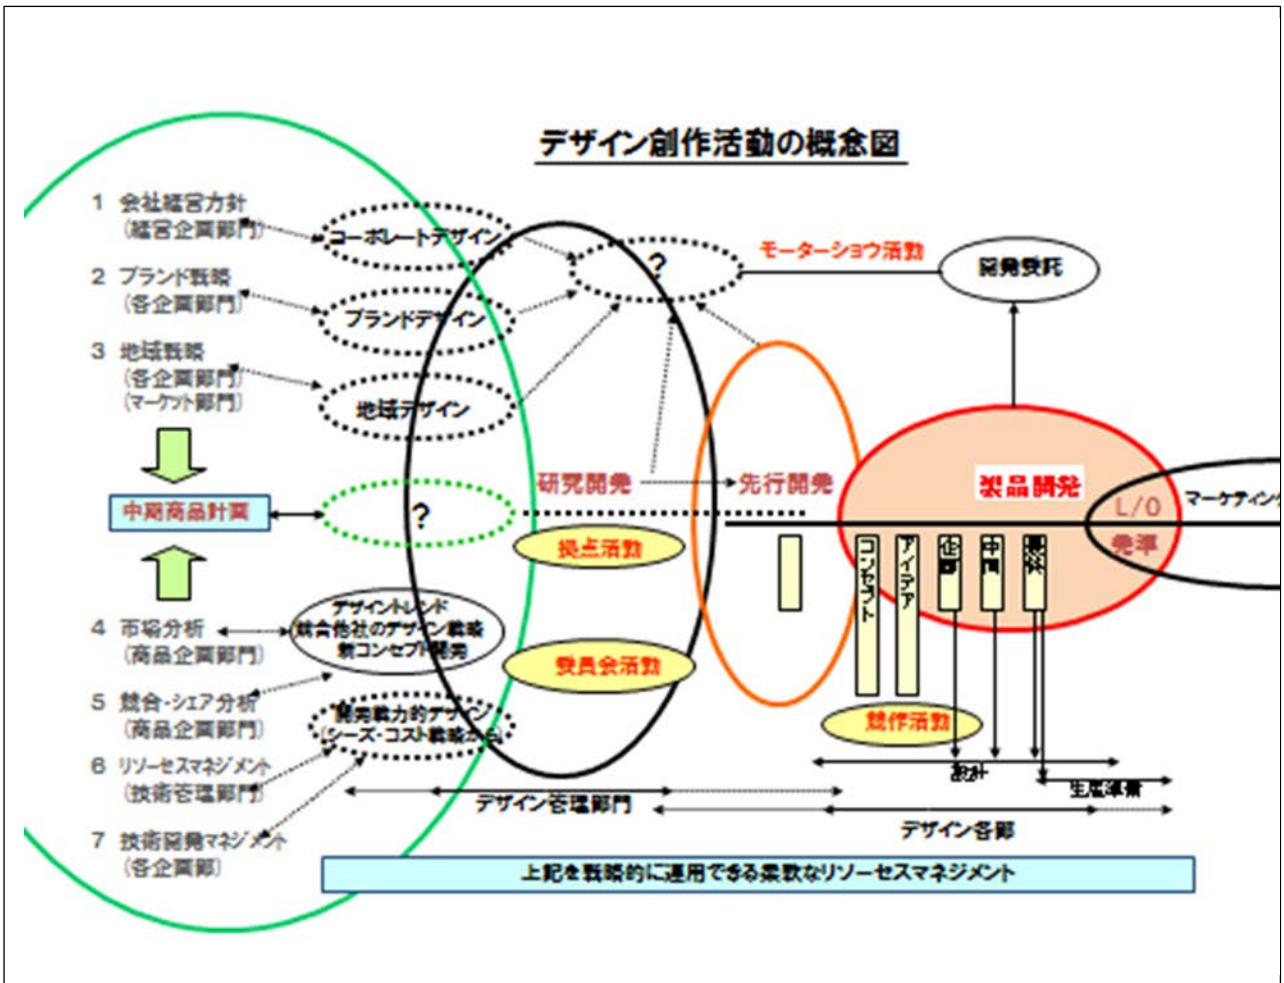 デザイン創作活動の概念図
1 会社経営方針
(経営企画部門)
コーポレートデザイン
?
モーターショウ活動
開発委託
2 ブランド戦略
(各企画部門)
ブランドデザイン
3 地域戦略
(各企画部門)
(マーケット部門)
地域デザイン
中期商品計画
?
研究開発
先行開発
製品開発
L/O
発準
マーケティング
拠点活動
コンセプト
アイデア
企画
中間
最終
4 市場分析
(商品企画部門)
デザイントレンド
競合他社のデザイン戦略
新コンセプト開発
委員会活動
5 競合・シェア分析
(商品企画部門)
開発戦力的デザイン
(シーズ・コスト戦略から)
競作活動
6 リソーセスマネジメント
(技術管理部門)
設計
生産準備
デザイン管理部門
デザイン各部
7 技術開発マネジメント
(各企画部)
上記を戦略的に運用できる柔軟なリソーセスマネジメント